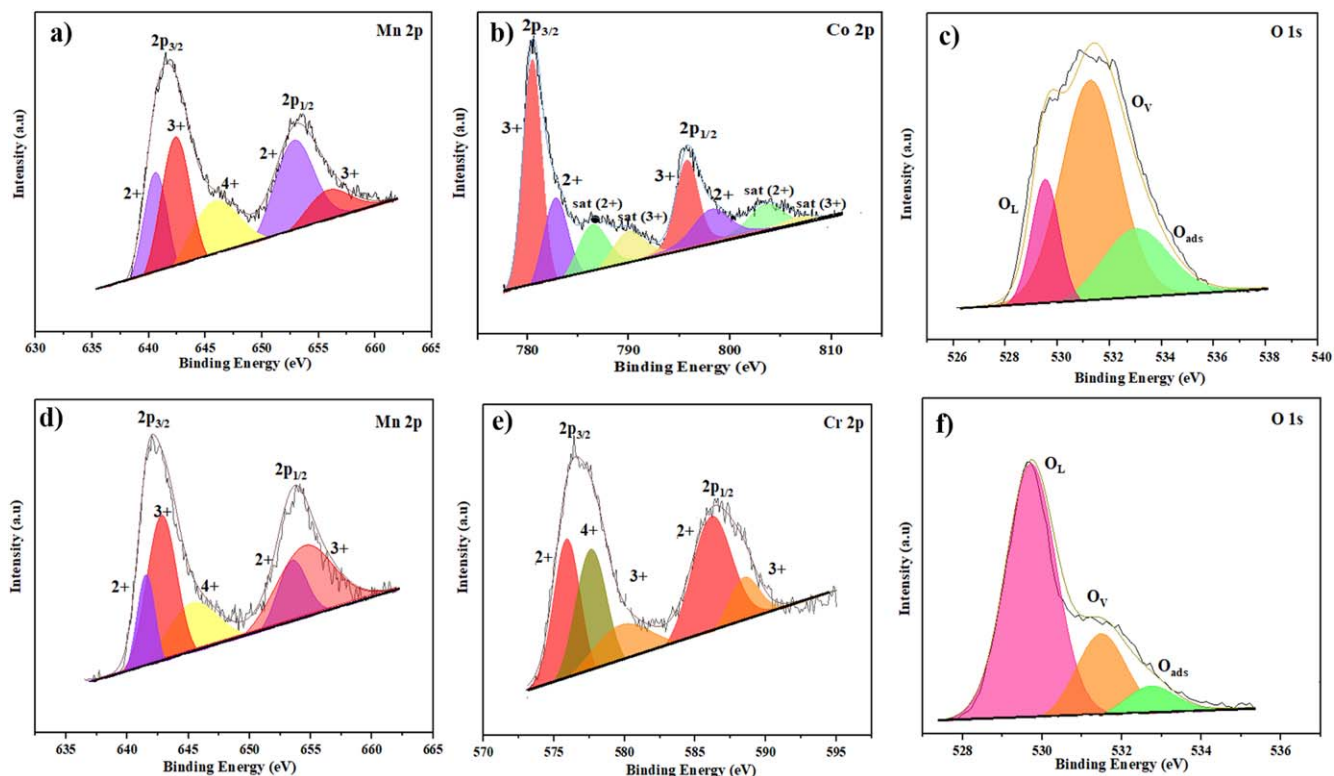 a)
Mn 2p
2p3/2
2p1/2
2+
3+
4+
2+
3+
Intensity (a.u)
630 635 640 645 650 655 660 665
Binding Energy (eV)
b)
Co 2p
2p3/2
2p1/2
3+
2+
sat (2+)
sat (3+)
3+
2+
sat (2+)
sat (3+)
Intensity (a.u)
780 790 800 810
Binding Energy (eV)
c)
O 1s
OL
OV
Oads
Intensity (a.u)
526 528 529 531 532 534 535 536 538 540
Binding Energy (eV)
d)
Mn 2p
2p3/2
2p1/2
2+
3+
4+
2+
3+
Intensity (a.u)
635 640 645 650 655 660 665
Binding Energy (eV)
e)
Cr 2p
2p3/2
2p1/2
2+
4+
3+
2+
3+
Intensity (a.u)
570 575 580 585 590 595
Binding Energy (eV)
f)
O 1s
OL
OV
Oads
Intensity (a.u)
528 530 532 534 536
Binding Energy (eV)